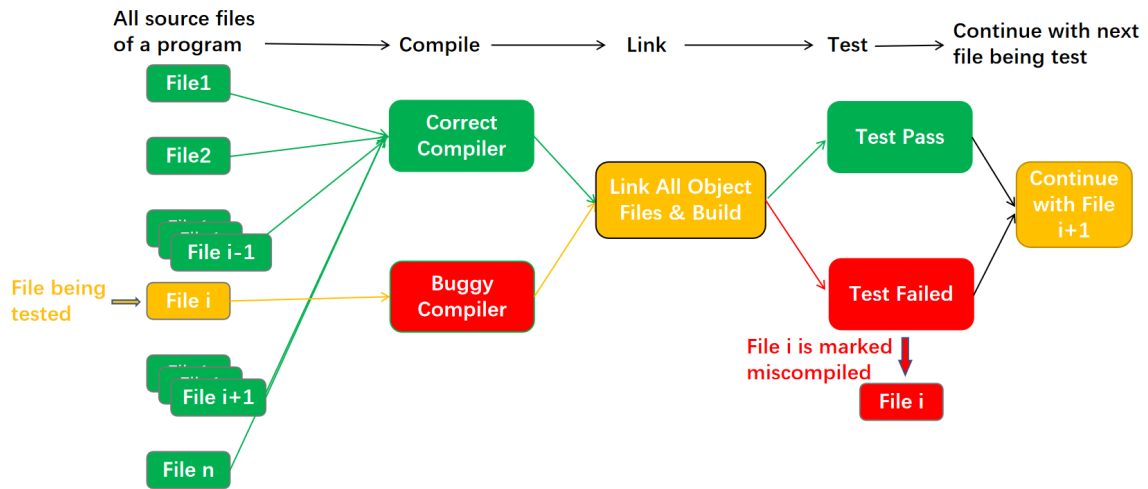 All source files
of a program
Compile
Link
Test
Continue with next
file being test
File1
File2
File i-1
File being
tested
File i
File i+1
File n
Correct
Compiler
Buggy
Compiler
Link All Object
Files & Build
Test Pass
Test Failed
Continue
with File
i+1
File i is marked
miscompiled
File i